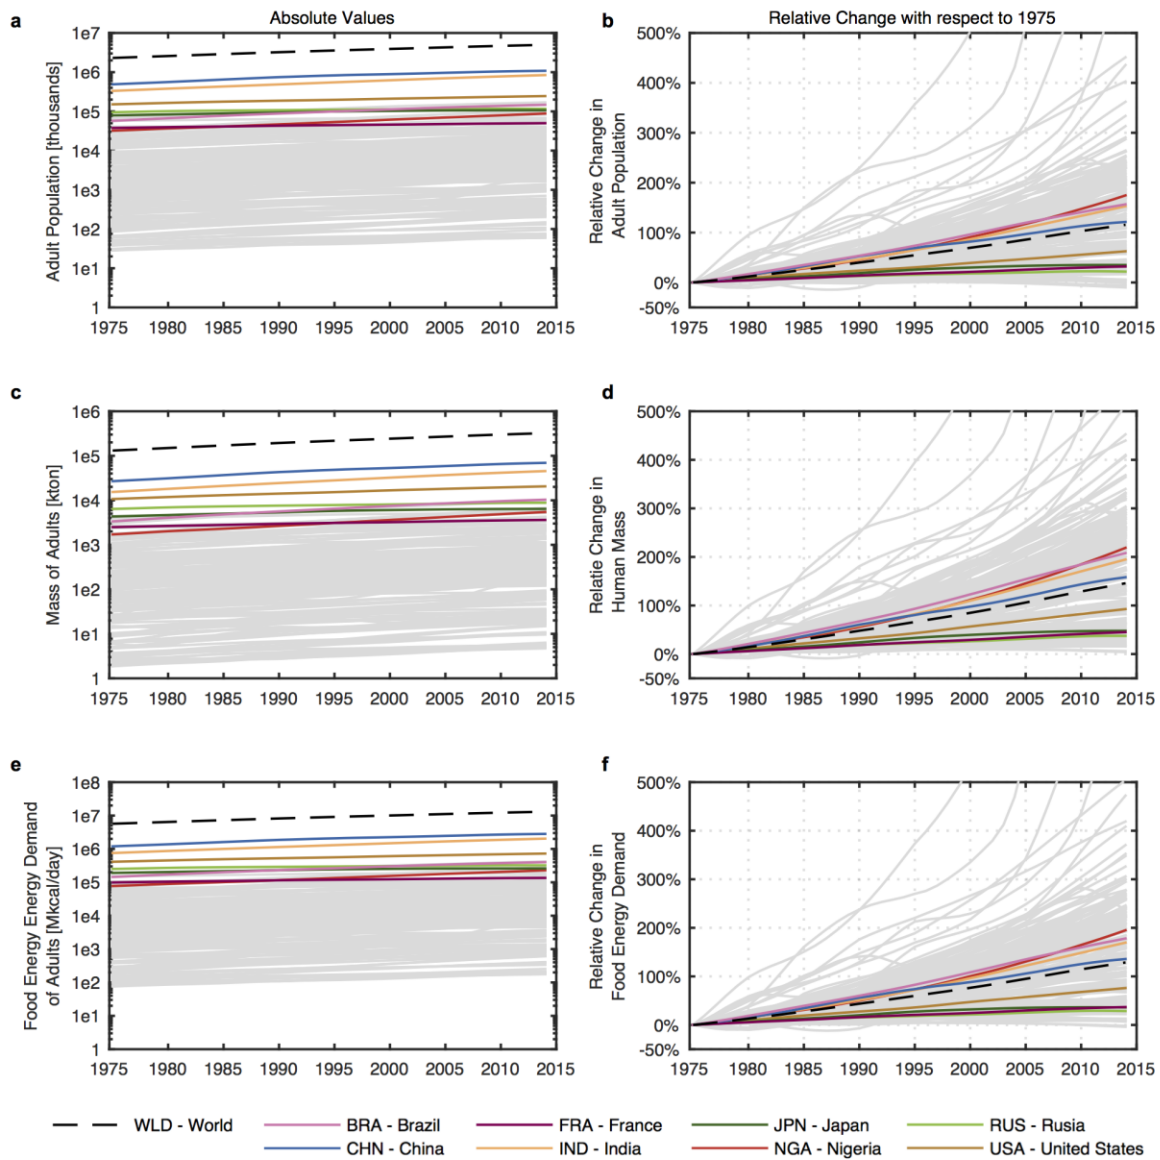 a Absolute Values b Relative Change with respect to 1975
1e7
1e6
1e5
1e4
1e3
1e2
1e1
1
Adult Population [thousands]
1975 1980 1985 1990 1995 2000 2005 2010 2015
500%
400%
300%
200%
100%
0%
-50%
Relative Change in
Adult Population
1975 1980 1985 1990 1995 2000 2005 2010 2015
c
1e6
1e5
1e4
1e3
1e2
1e1
1
Mass of Adults [kton]
1975 1980 1985 1990 1995 2000 2005 2010 2015
d
500%
400%
300%
200%
100%
0%
-50%
Relatie Change in
Human Mass
1975 1980 1985 1990 1995 2000 2005 2010 2015
e
1e8
1e7
1e6
1e5
1e4
1e3
1e2
1e1
1
Food Energy Energy Demand
of Adults [Mkcal/day]
1975 1980 1985 1990 1995 2000 2005 2010 2015
f
500%
400%
300%
200%
100%
0%
-50%
Relative Change in
Food Energy Demand
1975 1980 1985 1990 1995 2000 2005 2010 2015
WLD - World BRA - Brazil FRA - France JPN - Japan RUS - Rusia
CHN - China IND - India NGA - Nigeria USA - United States